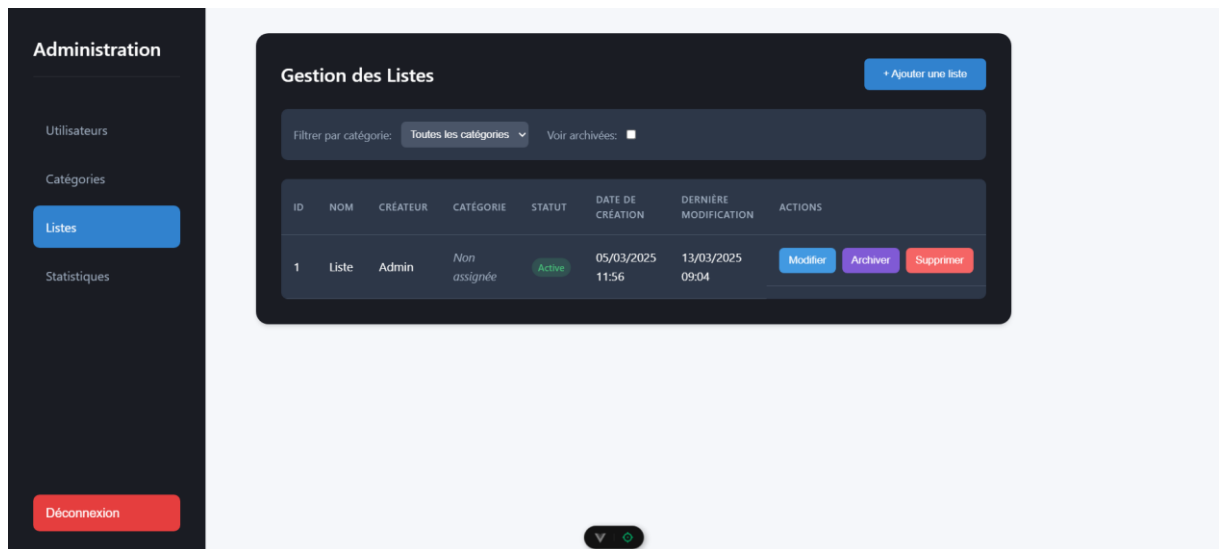 Administration
Utilisateurs
Catégories
Listes
Statistiques
Déconnexion
Gestion des Listes
+ Ajouter une liste
Filtrer par catégorie: Toutes les catégories Voir archivées:
ID NOM CRÉATEUR CATÉGORIE STATUT DATE DE CRÉATION DERNIÈRE MODIFICATION ACTIONS
1 Liste Admin Non assignée Active 05/03/2025 11:56 13/03/2025 09:04 Modifier Archiver Supprimer